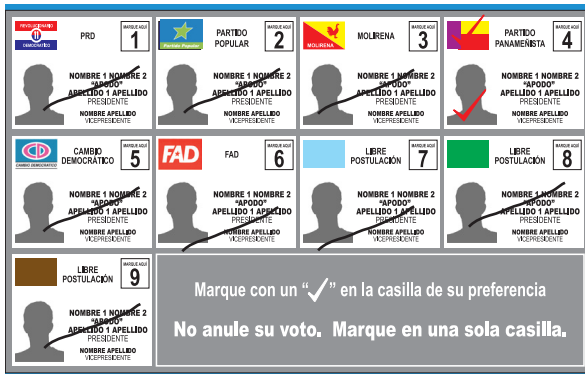 REVOLUCIONARIO
DEMOCRÁTICO
PRD
MARQUE AQUÍ
1
NOMBRE 1 NOMBRE 2
“APODO”
APELLIDO 1 APELLIDO
PRESIDENTE
NOMBRE APELLIDO
VICEPRESIDENTE
Partido Popular
PARTIDO
POPULAR
MARQUE AQUÍ
2
NOMBRE 1 NOMBRE 2
“APODO”
APELLIDO 1 APELLIDO
PRESIDENTE
NOMBRE APELLIDO
VICEPRESIDENTE
MOLIRENA
MOLIRENA
MARQUE AQUÍ
3
NOMBRE 1 NOMBRE 2
“APODO”
APELLIDO 1 APELLIDO
PRESIDENTE
NOMBRE APELLIDO
VICEPRESIDENTE
PARTIDO
PANAMEÑISTA
MARQUE AQUÍ
4
NOMBRE 1 NOMBRE 2
“APODO”
APELLIDO 1 APELLIDO
PRESIDENTE
NOMBRE APELLIDO
VICEPRESIDENTE
CD
CAMBIO DEMOCRÁTICO
CAMBIO
DEMOCRÁTICO
MARQUE AQUÍ
5
NOMBRE 1 NOMBRE 2
“APODO”
APELLIDO 1 APELLIDO
PRESIDENTE
NOMBRE APELLIDO
VICEPRESIDENTE
FAD
FAD
MARQUE AQUÍ
6
NOMBRE 1 NOMBRE 2
“APODO”
APELLIDO 1 APELLIDO
PRESIDENTE
NOMBRE APELLIDO
VICEPRESIDENTE
LIBRE
POSTULACIÓN
MARQUE AQUÍ
7
NOMBRE 1 NOMBRE 2
“APODO”
APELLIDO 1 APELLIDO
PRESIDENTE
NOMBRE APELLIDO
VICEPRESIDENTE
LIBRE
POSTULACIÓN
MARQUE AQUÍ
8
NOMBRE 1 NOMBRE 2
“APODO”
APELLIDO 1 APELLIDO
PRESIDENTE
NOMBRE APELLIDO
VICEPRESIDENTE
LIBRE
POSTULACIÓN
MARQUE AQUÍ
9
NOMBRE 1 NOMBRE 2
“APODO”
APELLIDO 1 APELLIDO
PRESIDENTE
NOMBRE APELLIDO
VICEPRESIDENTE
Marque con un “✓” en la casilla de su preferencia
No anule su voto. Marque en una sola casilla.